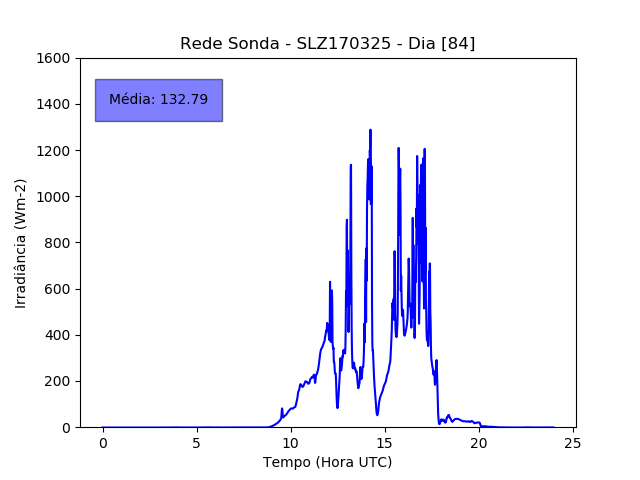 Rede Sonda - SLZ170325 - Dia [84]
1600
1400
1200
1000
800
600
400
200
0
Média: 132.79
Irradiância (Wm-2)
0 5 10 15 20 25
Tempo (Hora UTC)